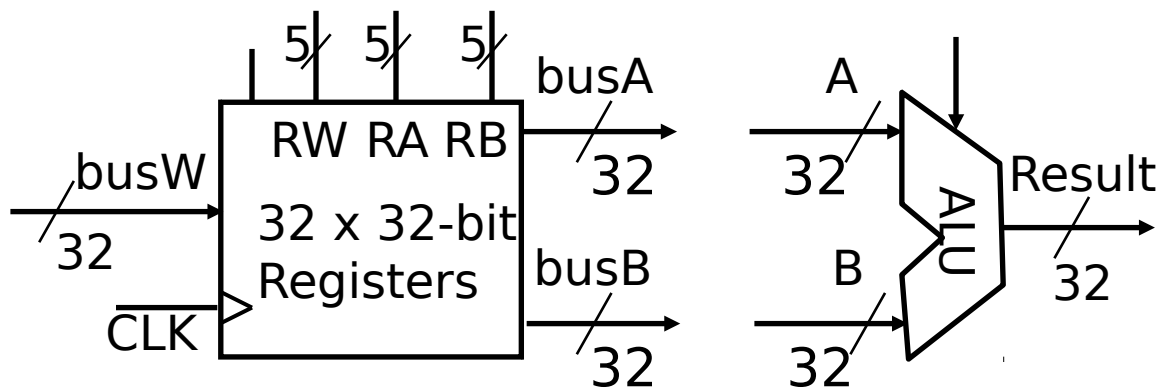 5 5 5
busA
A
RW RA RB
busW
32
32
Result
32 x 32-bit
ALU
32
Registers
busB
B
32
CLK
32
32